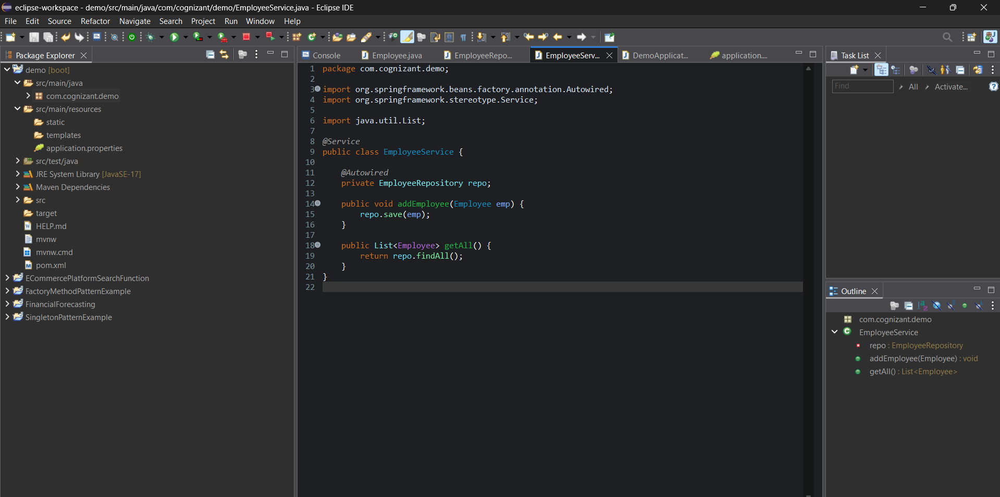 eclipse-workspace - demo/src/main/java/com/cognizant/demo/EmployeeService.java - Eclipse IDE
File Edit Source Refactor Navigate Search Project Run Window Help
Package Explorer
demo [boot]
src/main/java
com.cognizant.demo
src/main/resources
static
templates
application.properties
src/test/java
JRE System Library [JavaSE-17]
Maven Dependencies
src
target
HELP.md
mvnw
mvnw.cmd
pom.xml
ECommercePlatformSearchFunction
FactoryMethodPatternExample
FinancialForecasting
SingletonPatternExample
Console Employee.java EmployeeRepo... EmployeeServ... DemoApplicat... application....
1 package com.cognizant.demo;
2
3 import org.springframework.beans.factory.annotation.Autowired;
4 import org.springframework.stereotype.Service;
5
6 import java.util.List;
7
8 @Service
9 public class EmployeeService {
10
11     @Autowired
12     private EmployeeRepository repo;
13
14     public void addEmployee(Employee emp) {
15         repo.save(emp);
16     }
17
18     public List<Employee> getAll() {
19         return repo.findAll();
20     }
21 }
22
Task List
Find All Activate...
Outline
com.cognizant.demo
EmployeeService
repo : EmployeeRepository
addEmployee(Employee) : void
getAll() : List<Employee>